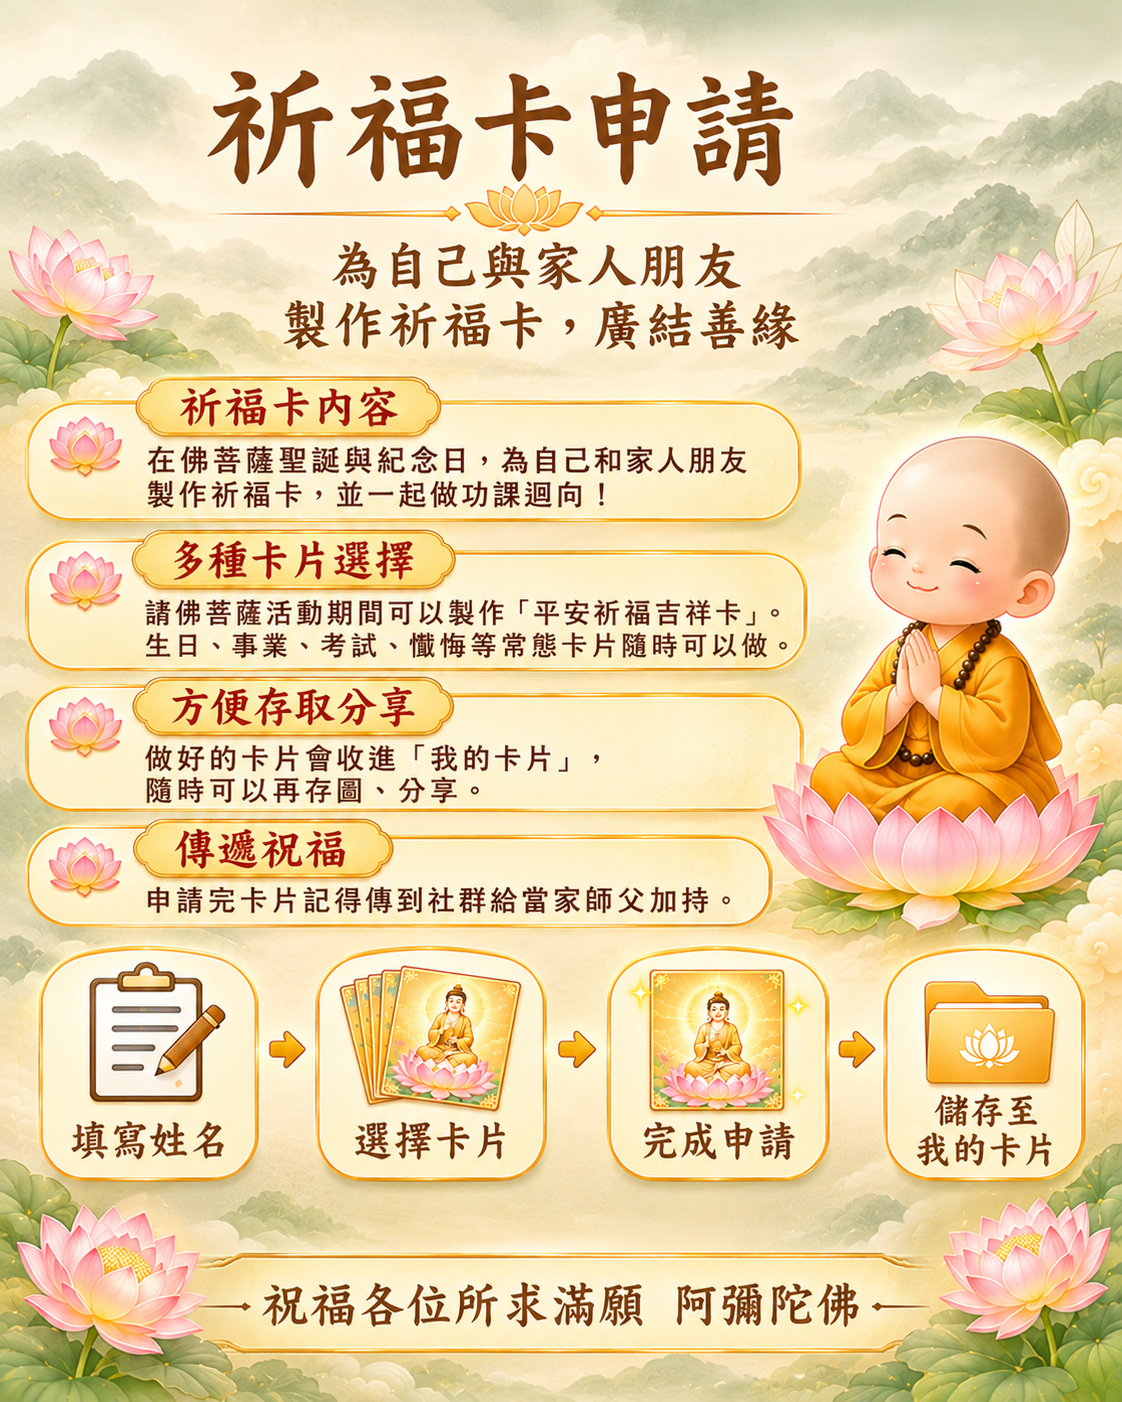 祈福卡申請
為自己與家人朋友
製作祈福卡，廣結善緣
祈福卡內容
在佛菩薩聖誕與紀念日，為自己和家人朋友
製作祈福卡，並一起做功課迴向！
多種卡片選擇
請佛菩薩活動期間可以製作「平安祈福吉祥卡」。
生日、事業、考試、懺悔等常態卡片隨時可以做。
方便存取分享
做好的卡片會收進「我的卡片」，
隨時可以再存圖、分享。
傳遞祝福
申請完卡片記得傳到社群給當家師父加持。
填寫姓名
選擇卡片
完成申請
儲存至
我的卡片
祝福各位所求滿願 阿彌陀佛